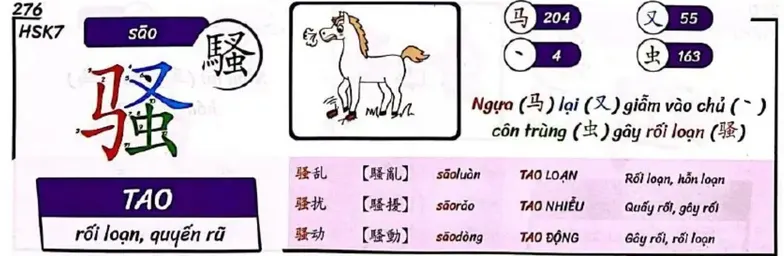 276
HSK7
sāo
骚
騷
TAO
rối loạn, quyến rũ
马 204
又 55
丶 4
虫 163
Ngựa (马) lại (又) giẫm vào chủ (丶)
côn trùng (虫) gây rối loạn (骚)
骚乱 【騷亂】 sāoluàn TAO LOẠN Rối loạn, hỗn loạn
骚扰 【騷擾】 sāorǎo TAO NHIỄU Quấy rối, gây rối
骚动 【騷動】 sāodòng TAO ĐỘNG Gây rối, rối loạn